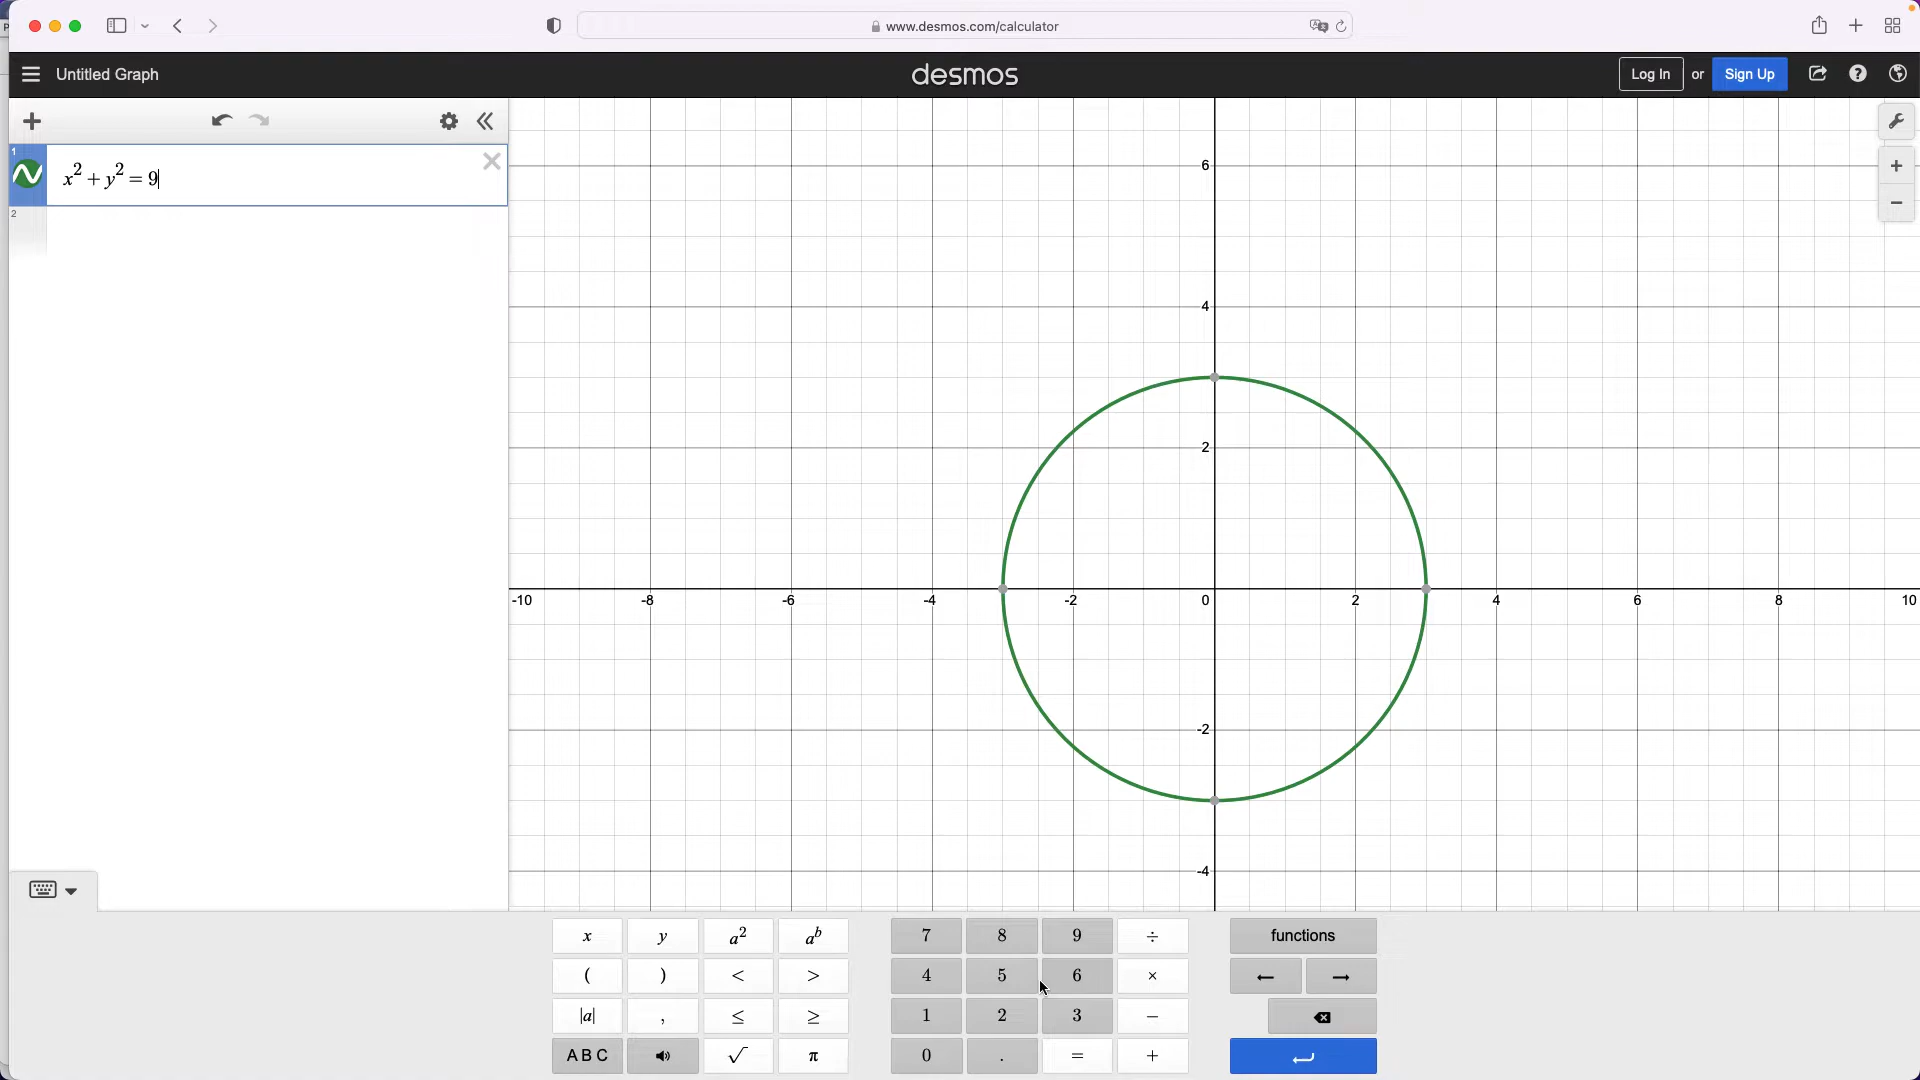 www.desmos.com/calculator
Untitled Graph
desmos
Log In or Sign Up
1
x² + y² = 9
2
6
4
2
-10 -8 -6 -4 -2 0 2 4 6 8 10
-2
-4
x y a² aᵇ 7 8 9 ÷ functions
( ) < > 4 5 6 × ← →
|a| , ≤ ≥ 1 2 3 −
A B C √ π 0 . = +